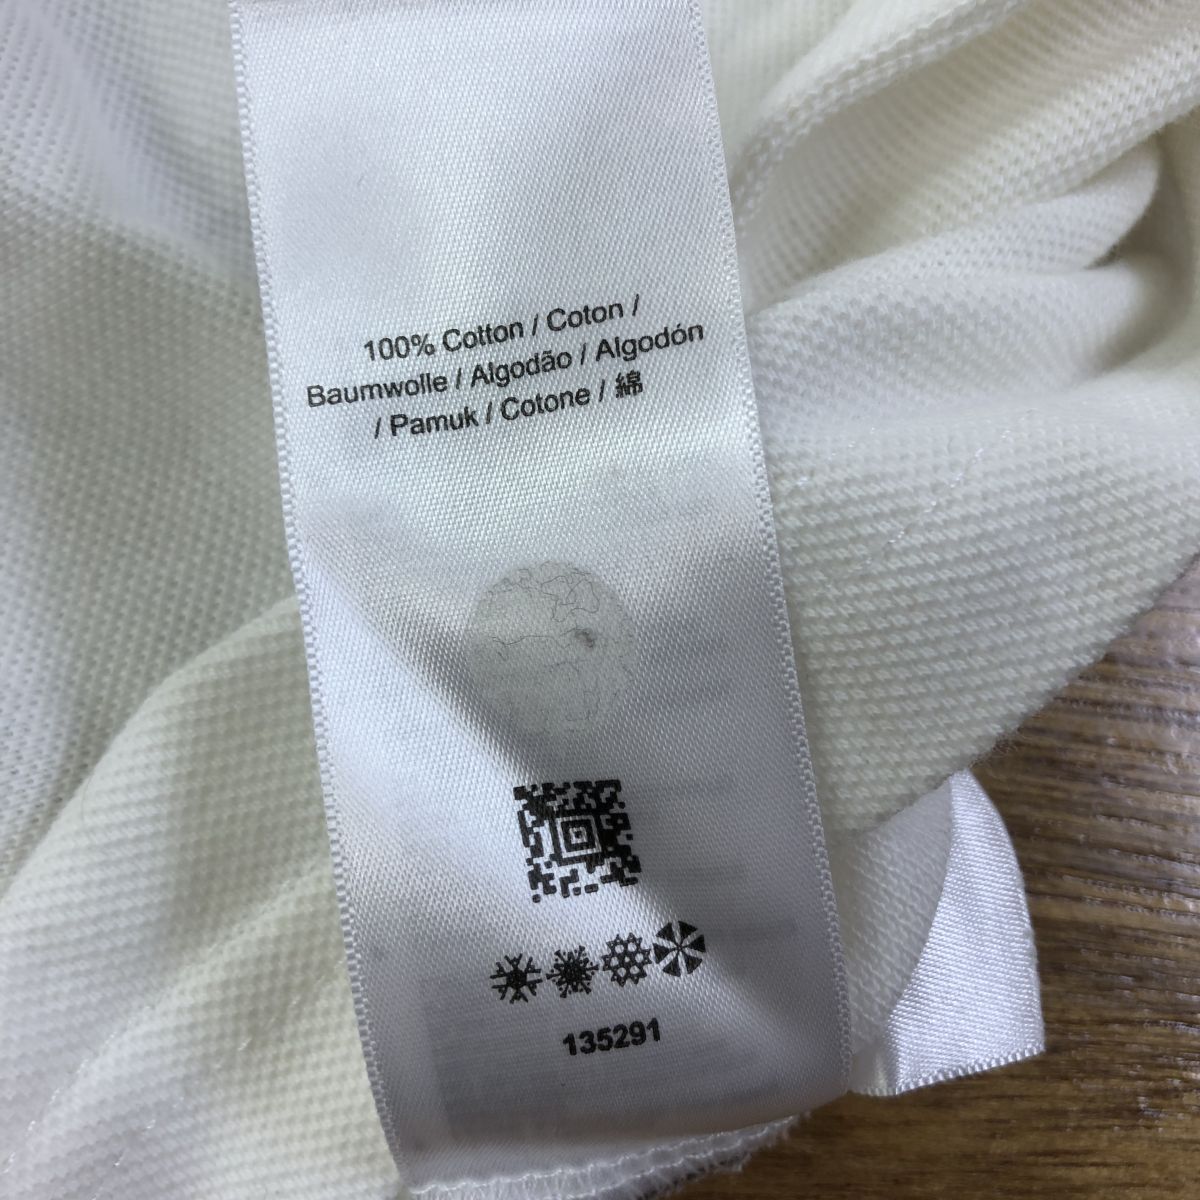 100% Cotton / Coton /
Baumwolle / Algodão / Algodón
/ Pamuk / Cotone / 綿
135291